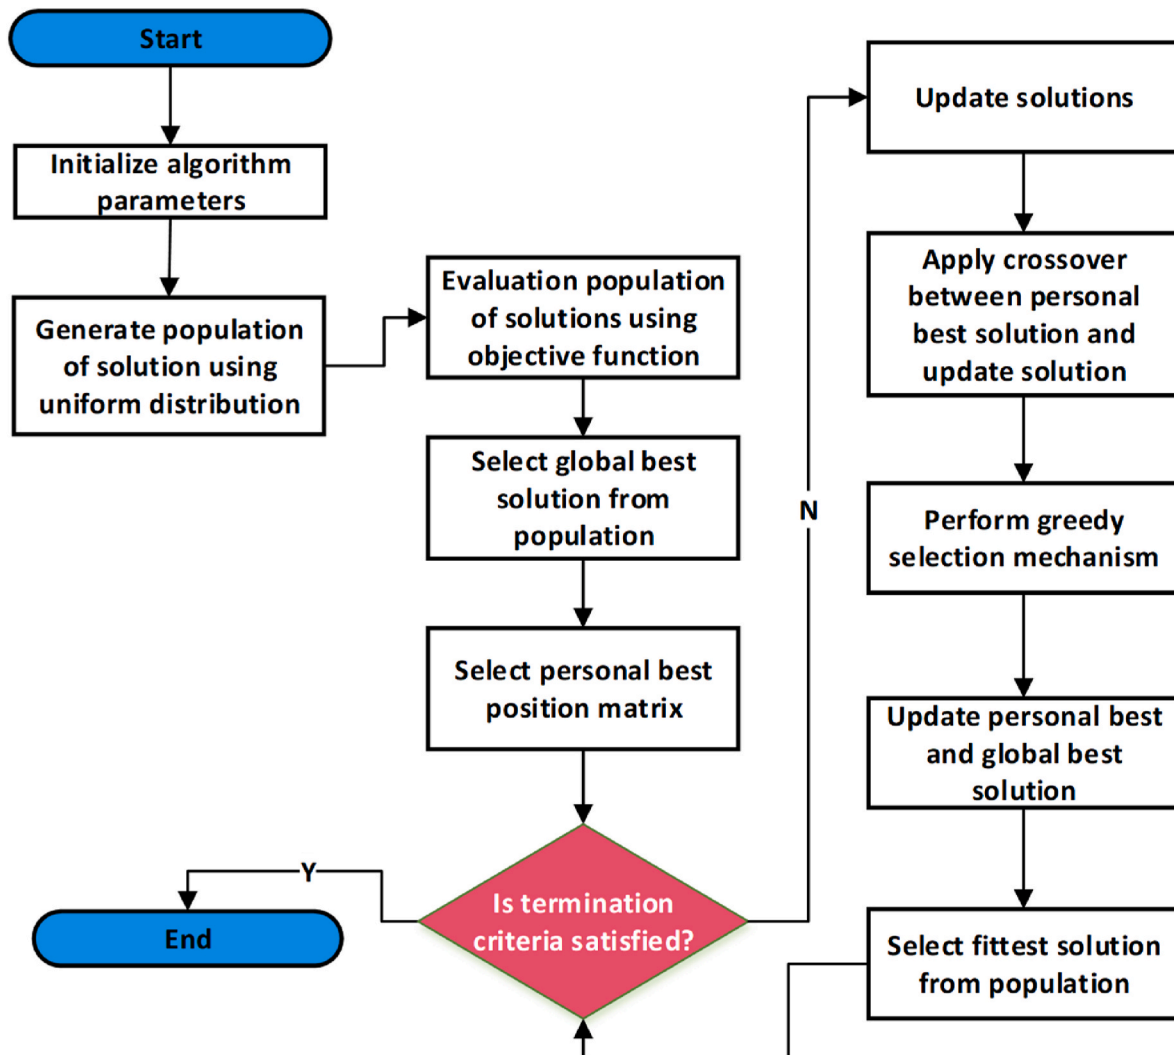 Start
Initialize algorithm
parameters
Generate population
of solution using
uniform distribution
Evaluation population
of solutions using
objective function
Select global best
solution from
population
Select personal best
position matrix
Is termination
criteria satisfied?
Y
End
N
Update solutions
Apply crossover
between personal
best solution and
update solution
Perform greedy
selection mechanism
Update personal best
and global best
solution
Select fittest solution
from population